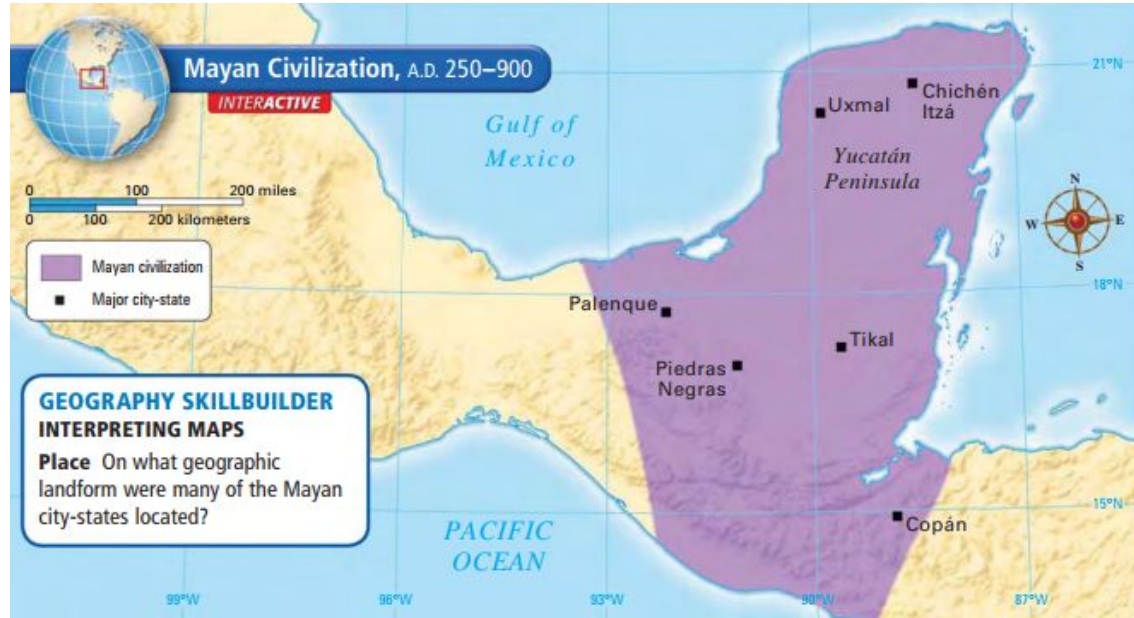 Mayan Civilization, A.D. 250–900
INTERACTIVE
0 100 200 miles
0 100 200 kilometers
Mayan civilization
Major city-state
GEOGRAPHY SKILLBUILDER
INTERPRETING MAPS
Place On what geographic
landform were many of the Mayan
city-states located?
Gulf of
Mexico
Uxmal
Chichén
Itzá
Yucatán
Peninsula
21°N
N
W E
S
18°N
Palenque
Tikal
Piedras
Negras
15°N
Copán
PACIFIC
OCEAN
99°W 96°W 93°W 90°W 87°W